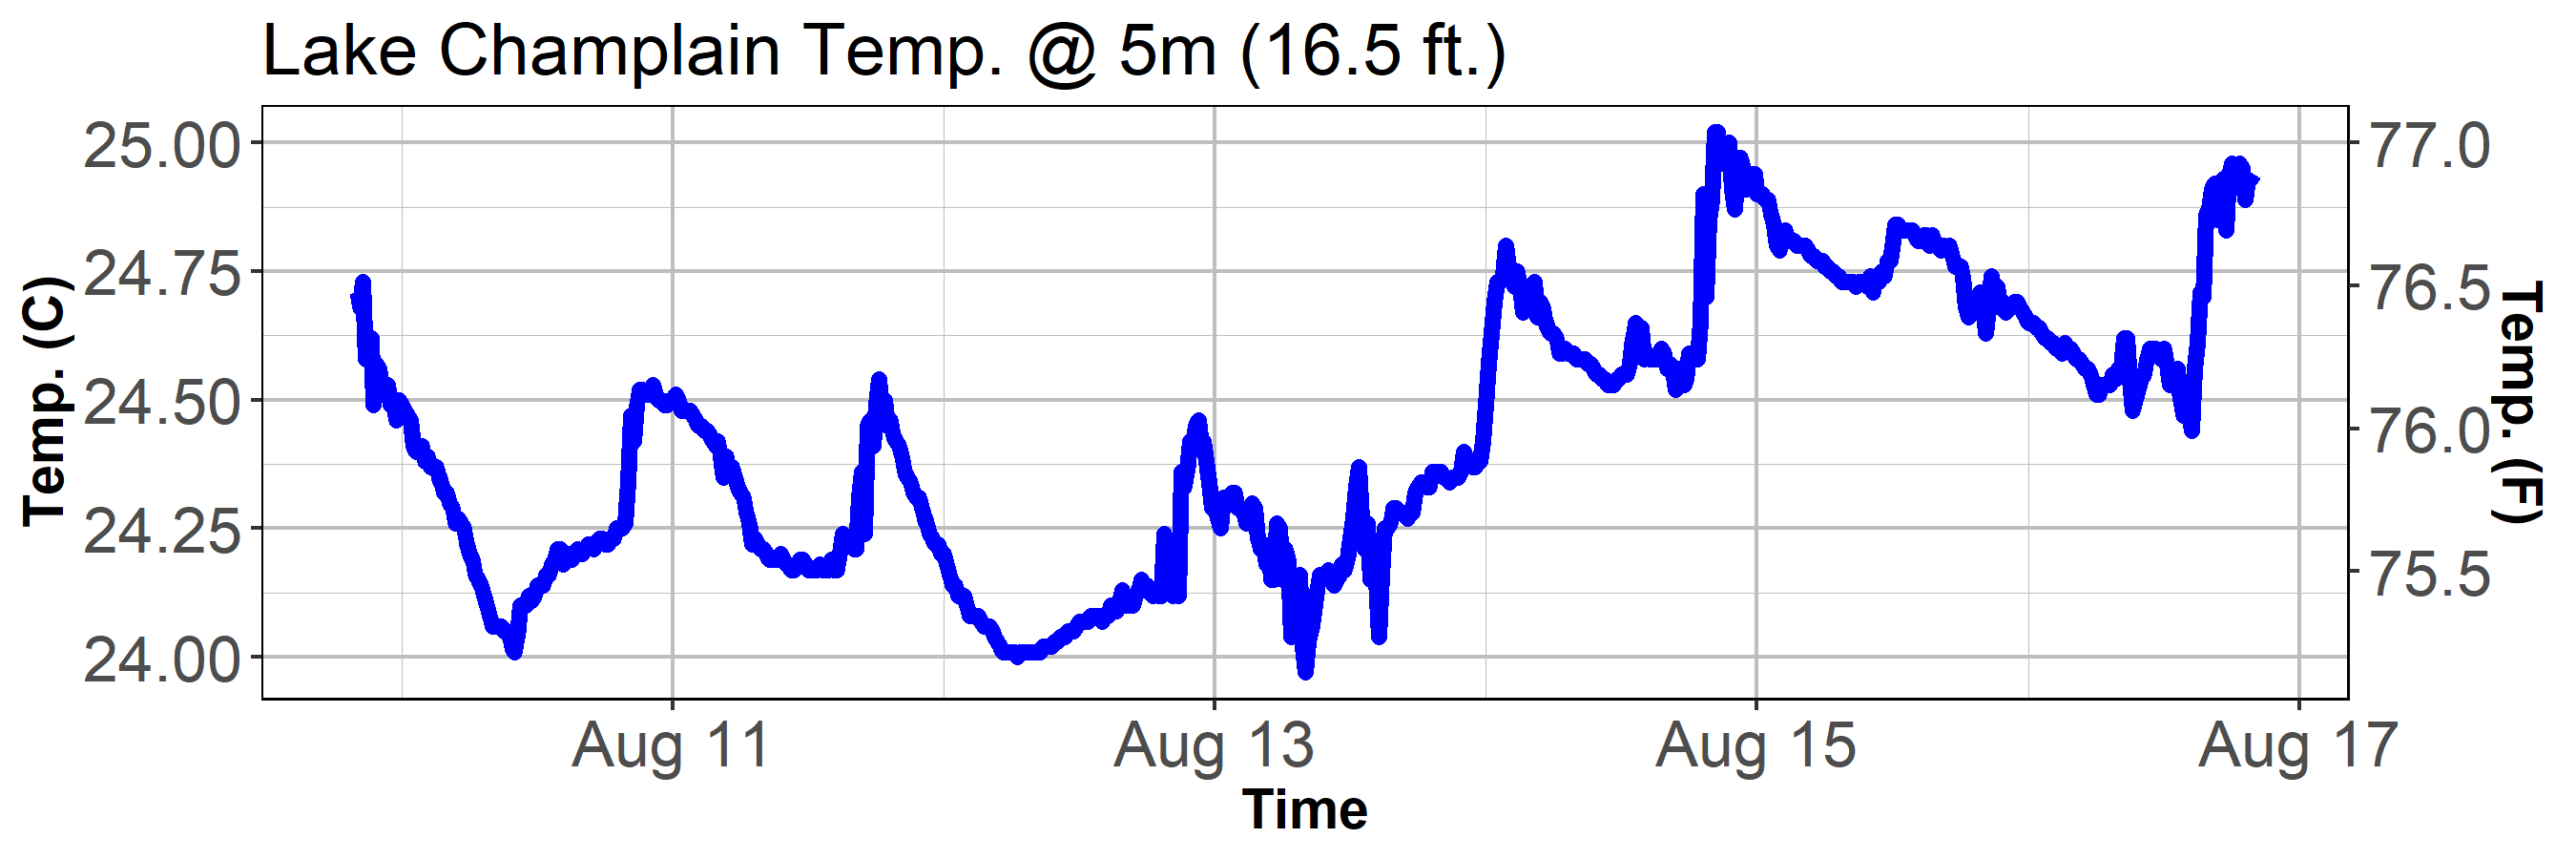 Lake Champlain Temp. @ 5m (16.5 ft.)
Temp. (C)
25.00
24.75
24.50
24.25
24.00
77.0
76.5
76.0
75.5
Temp. (F)
Aug 11 Aug 13 Aug 15 Aug 17
Time